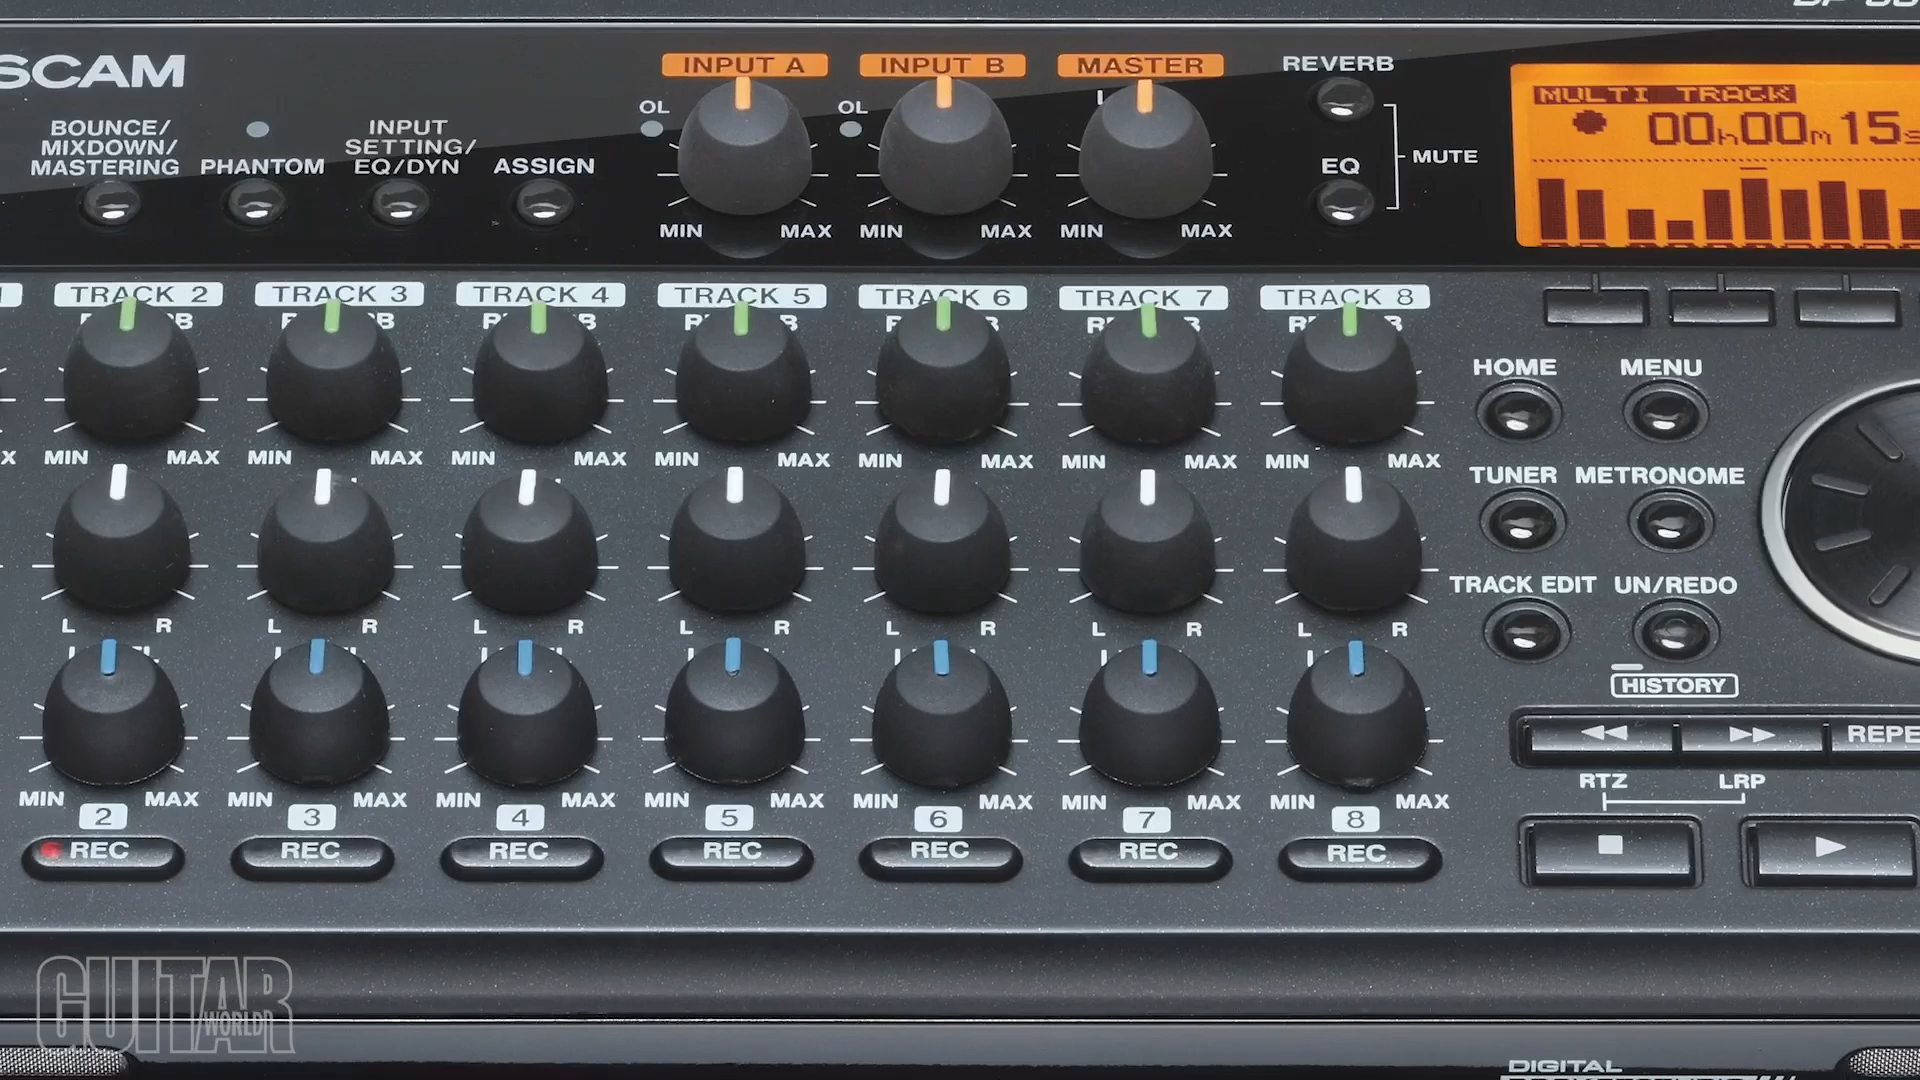 SCAM
INPUT A
INPUT B
MASTER
REVERB
MULTI TRACK
00h00m15s
OL
OL
L
BOUNCE/
MIXDOWN/
MASTERING
PHANTOM
INPUT
SETTING/
EQ/DYN
ASSIGN
EQ
MUTE
MIN MAX
MIN MAX
MIN MAX
TRACK 2
TRACK 3
TRACK 4
TRACK 5
TRACK 6
TRACK 7
TRACK 8
HOME
MENU
X MIN MAX
MIN MAX
MIN MAX
MIN MAX
MIN MAX
MIN MAX
MIN MAX
TUNER
METRONOME
TRACK EDIT
UN/REDO
L R
L R
L R
L R
L R
L R
L R
HISTORY
REPE
RTZ
LRP
MIN MAX
MIN MAX
MIN MAX
MIN MAX
MIN MAX
MIN MAX
MIN MAX
2
3
4
5
6
7
8
REC
REC
REC
REC
REC
REC
REC
GUITAR
WORLD
DIGITAL